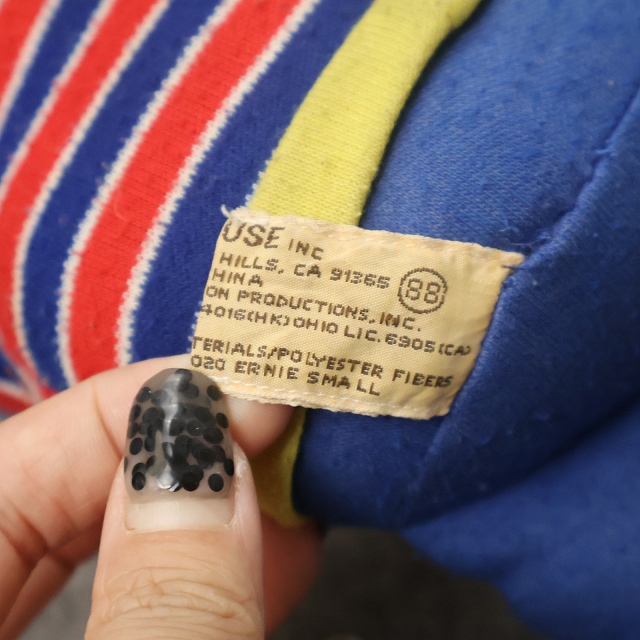 USE INC
HILLS, CA 91365
HINA
88
ON PRODUCTIONS, INC.
4016(HK) OHIO LIC. 6905 (CA)
TERIALS/POLYESTER FIBERS
020 ERNIE SMALL